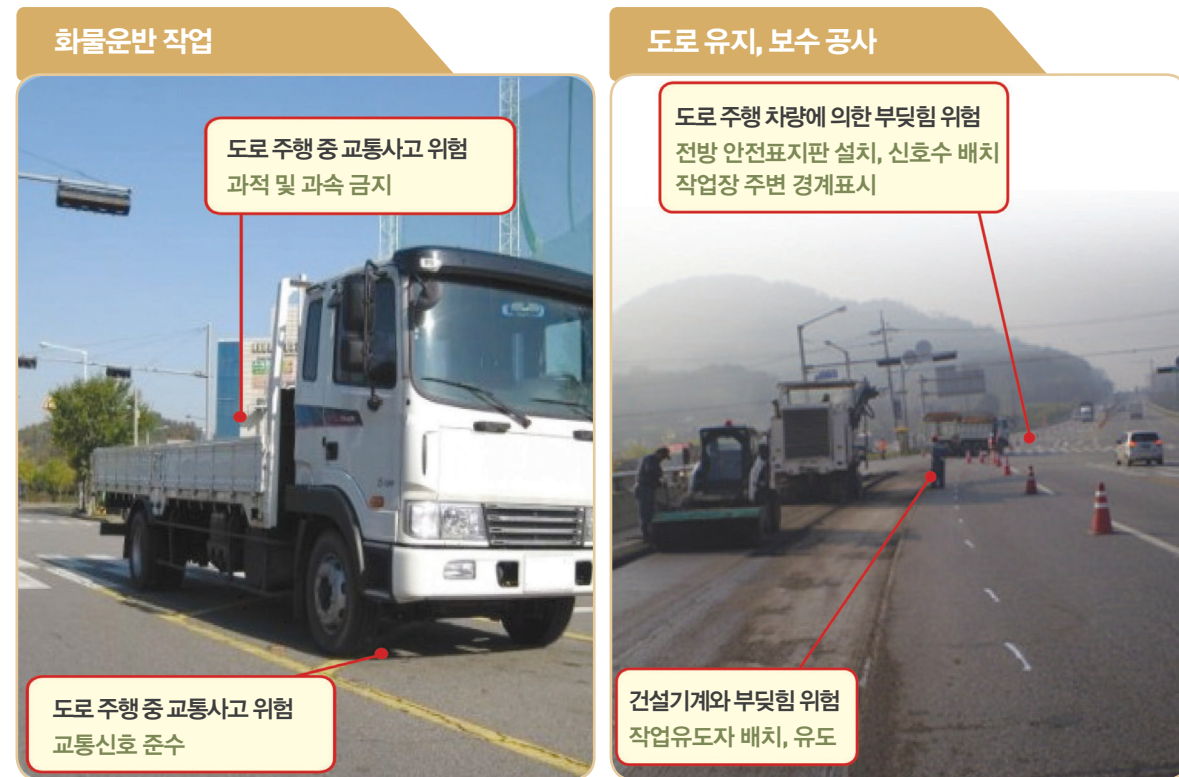 화물운반 작업
도로 주행 중 교통사고 위험
과적 및 과속 금지
도로 주행 중 교통사고 위험
교통신호 준수
도로 유지, 보수 공사
도로 주행 차량에 의한 부딪힘 위험
전방 안전표지판 설치, 신호수 배치
작업장 주변 경계표시
건설기계와 부딪힘 위험
작업유도자 배치, 유도